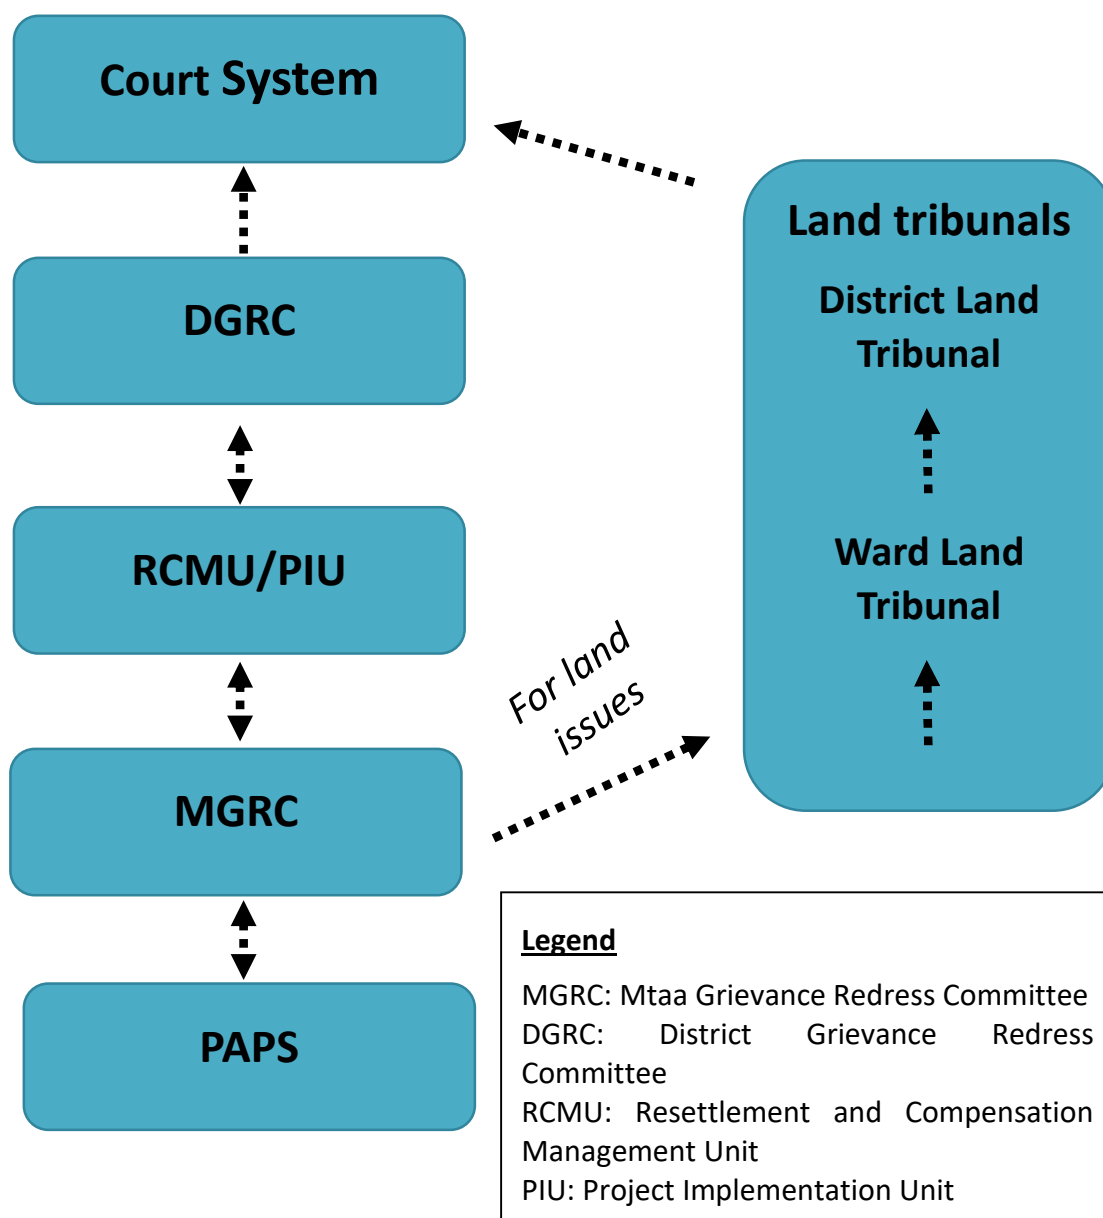 Court System
DGRC
RCMU/PIU
MGRC
PAPS
For land
issues
Land tribunals
District Land
Tribunal
Ward Land
Tribunal
Legend
MGRC: Mtaa Grievance Redress Committee
DGRC: District Grievance Redress
Committee
RCMU: Resettlement and Compensation
Management Unit
PIU: Project Implementation Unit